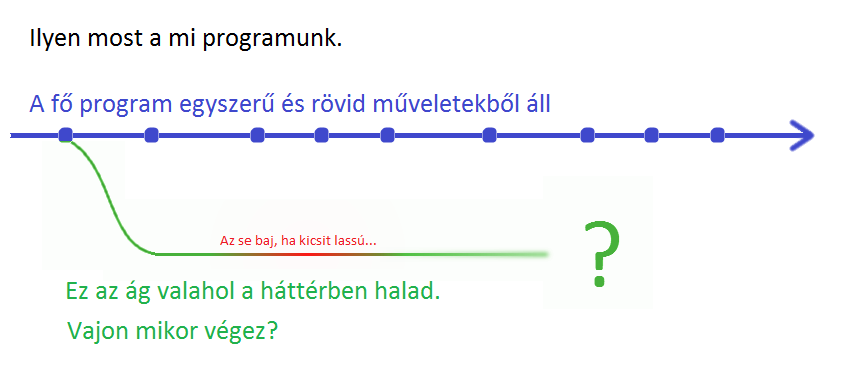 Ilyen most a mi programunk.
A fő program egyszerű és rövid műveletekből áll
Az se baj, ha kicsit lassú...
?
Ez az ág valahol a háttérben halad.
Vajon mikor végez?